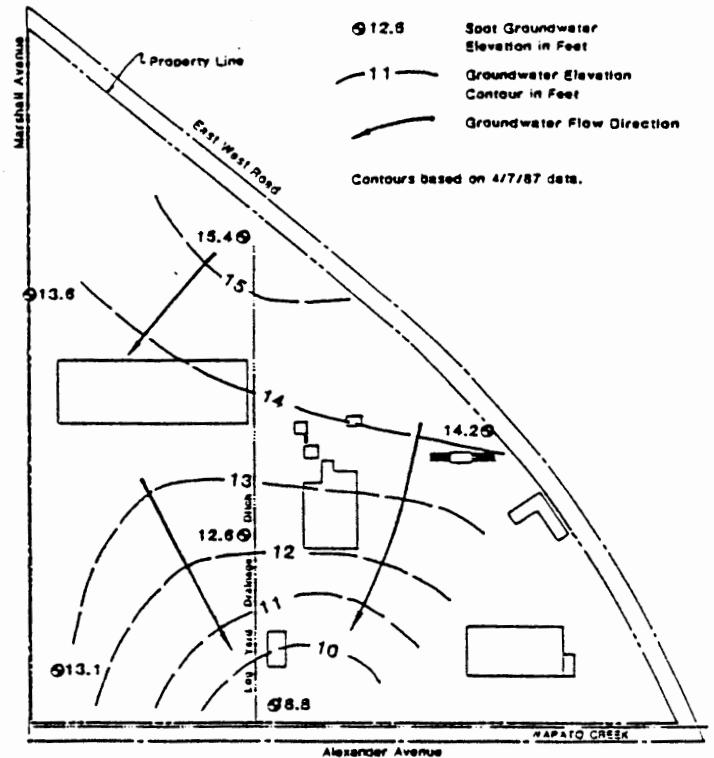 12.6 Spot Groundwater
Elevation in Feet
11 Groundwater Elevation
Contour in Feet
Groundwater Flow Direction
Contours based on 4/7/87 data.
Marshall Avenue
Property Line
East West Road
15.4
15
13.6
14
14.2
13
12.6
12
11
Log Yard Drainage Ditch
10
13.1
8.8
WAPATO CREEK
Alexander Avenue